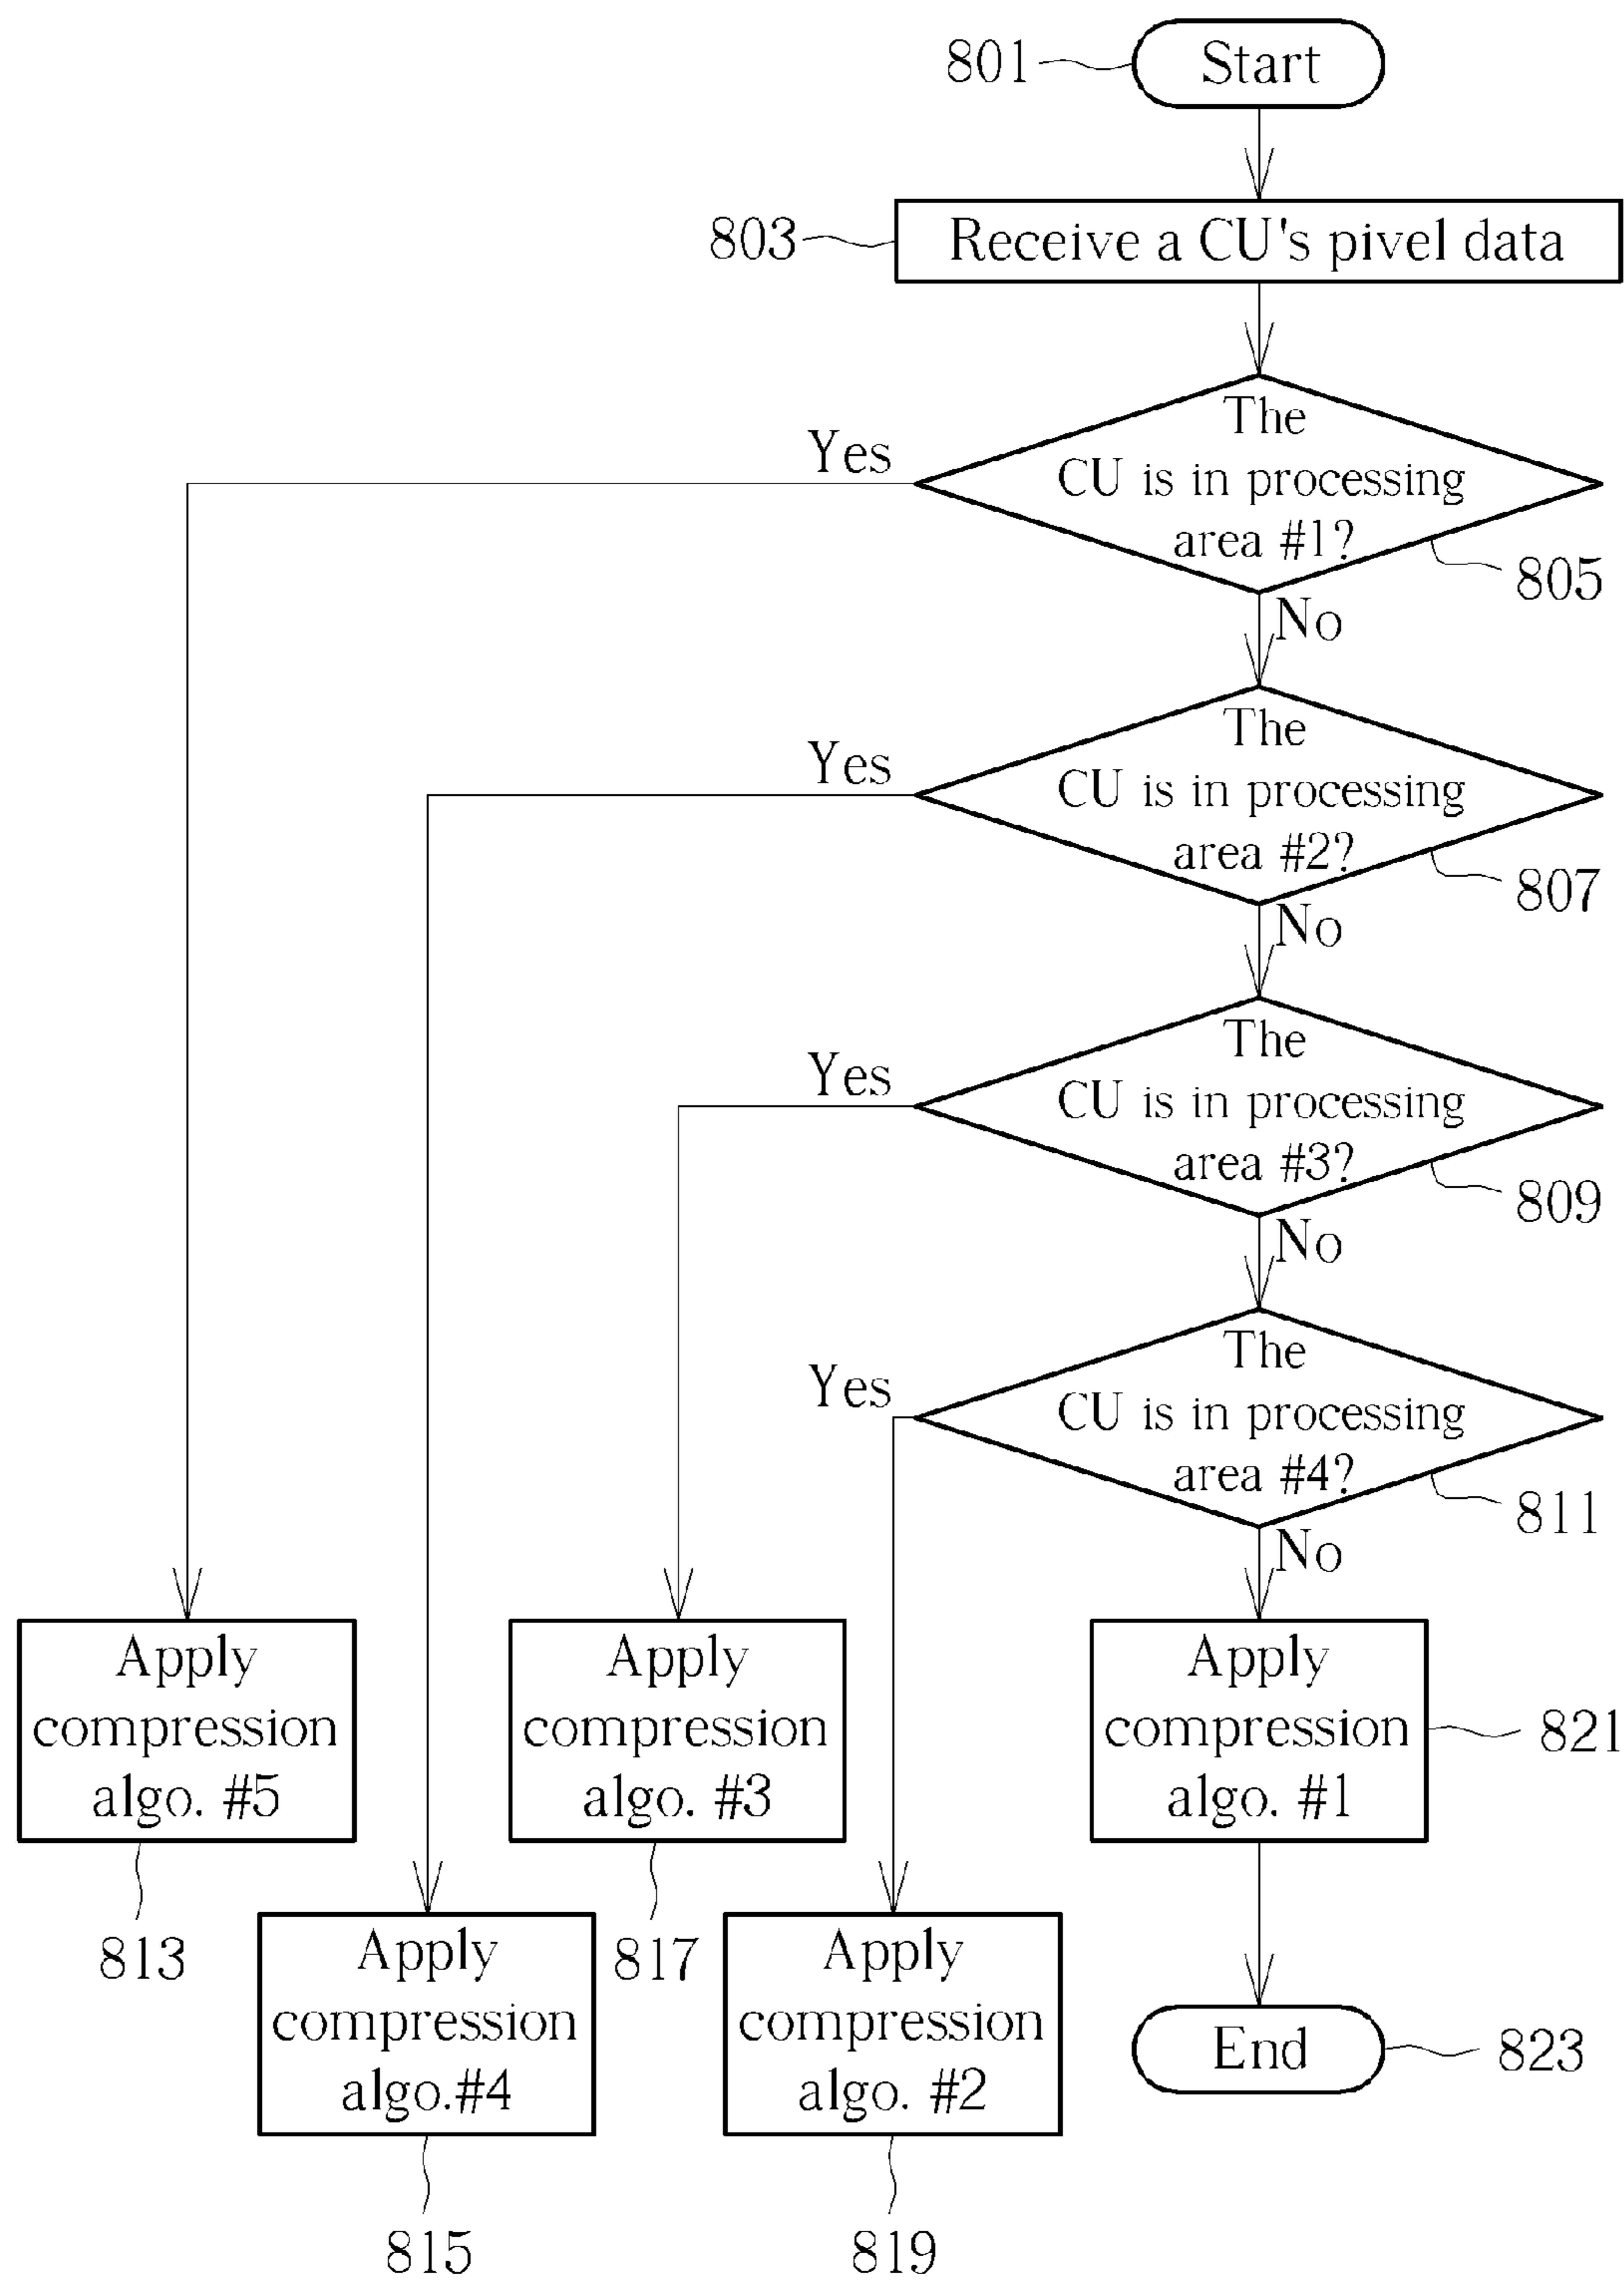 801
Start
803
Receive a CU's pivel data
Yes
The
CU is in processing
area #1?
805
No
Yes
The
CU is in processing
area #2?
807
No
Yes
The
CU is in processing
area #3?
809
No
Yes
The
CU is in processing
area #4?
811
No
Apply
compression
algo. #5
813
Apply
compression
algo.#4
815
Apply
compression
algo. #3
817
Apply
compression
algo. #2
819
Apply
compression
algo. #1
821
End
823